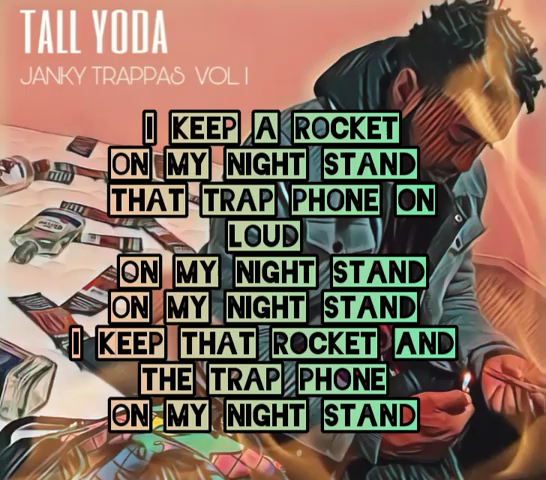 TALL YODA
JANKY TRAPPAS VOL I
I KEEP A ROCKET
ON MY NIGHT STAND
THAT TRAP PHONE ON
LOUD
ON MY NIGHT STAND
ON MY NIGHT STAND
I KEEP THAT ROCKET AND
THE TRAP PHONE
ON MY NIGHT STAND